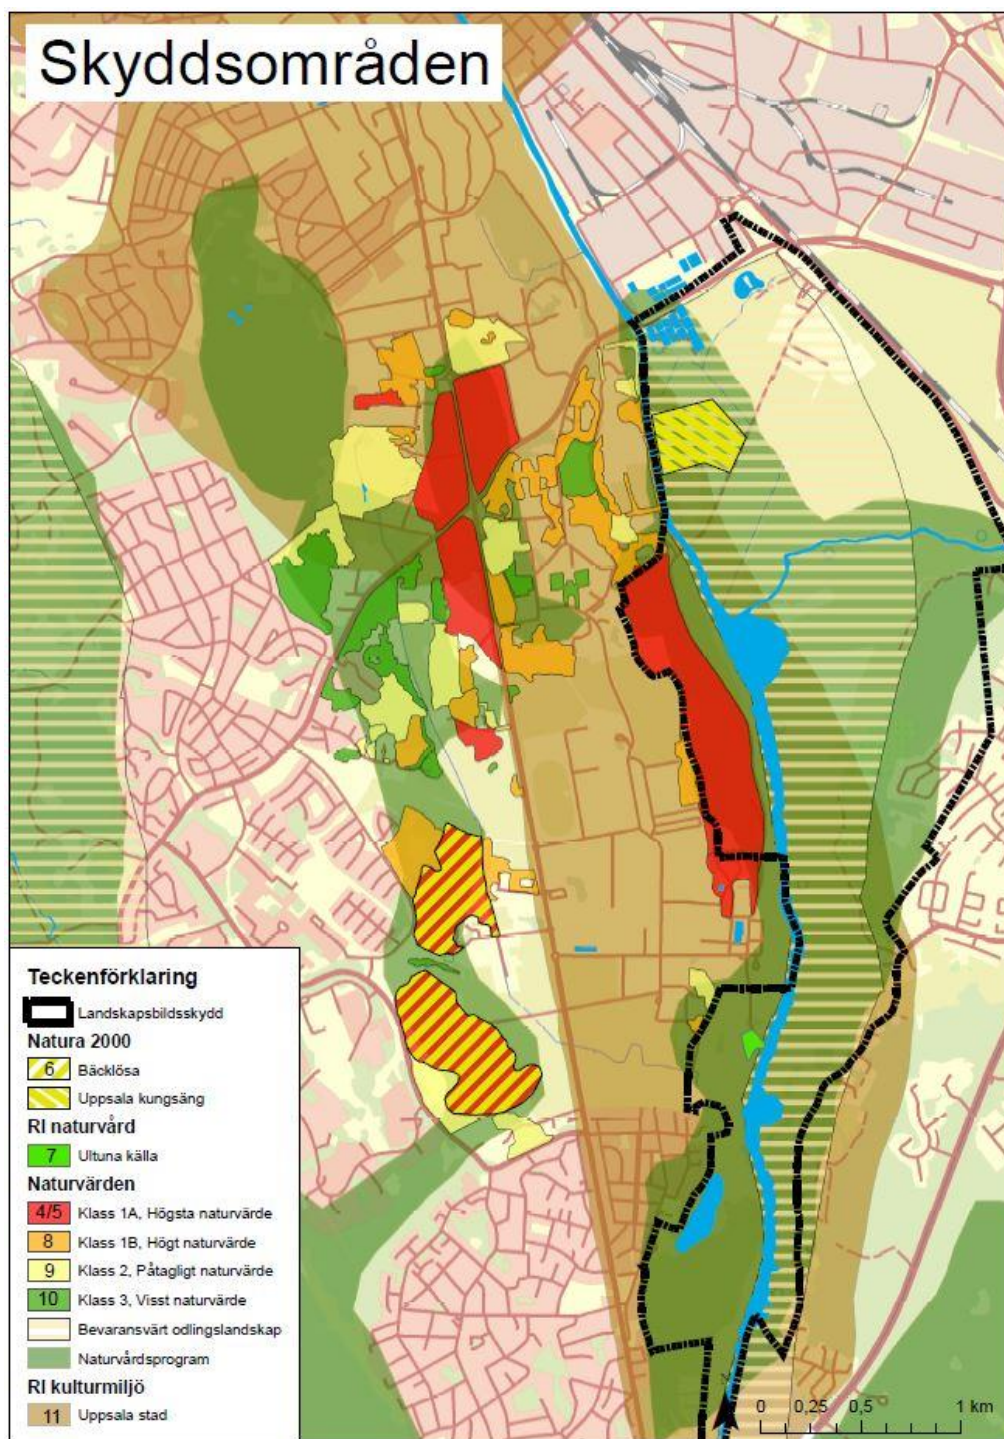 Skyddsområden
Teckenförklaring
Landskapsbildsskydd
Natura 2000
6 Bäcklösa
Uppsala kungsäng
RI naturvård
7 Ultuna källa
Naturvärden
4/5 Klass 1A, Högsta naturvärde
8 Klass 1B, Högt naturvärde
9 Klass 2, Påtagligt naturvärde
10 Klass 3, Visst naturvärde
Bevaransvärt odlingslandskap
Naturvårdsprogram
RI kulturmiljö
11 Uppsala stad
0 0,25 0,5 1 km